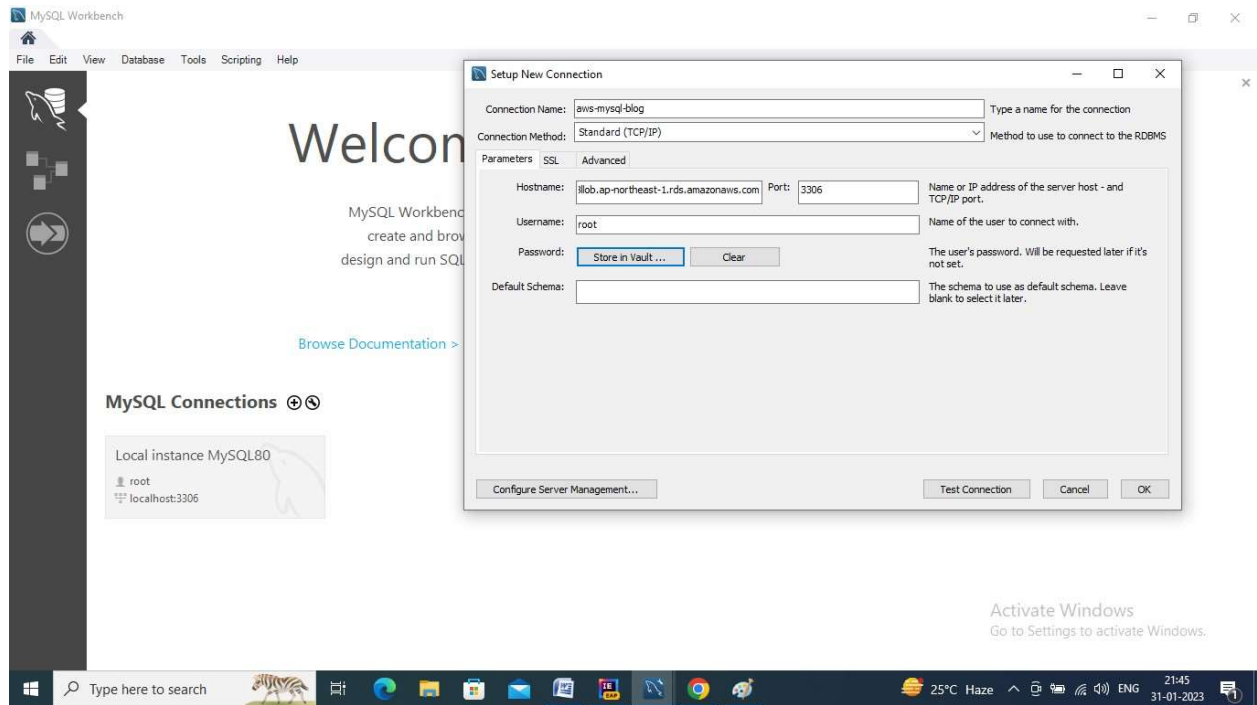 MySQL Workbench
File Edit View Database Tools Scripting Help
Setup New Connection
Connection Name: aws-mysql-blog Type a name for the connection
Connection Method: Standard (TCP/IP) Method to use to connect to the RDBMS
Parameters SSL Advanced
Hostname: .ap-northeast-1.rds.amazonaws.com Port: 3306 Name or IP address of the server host - and
TCP/IP port.
Username: root Name of the user to connect with.
Password: Store in Vault ... Clear The user's password. Will be requested later if it's
not set.
Default Schema: The schema to use as default schema. Leave
blank to select it later.
Configure Server Management... Test Connection Cancel OK
Welcon
MySQL Workbenc
create and brov
design and run SQL
Browse Documentation >
MySQL Connections
Local instance MySQL80
root
localhost:3306
Activate Windows
Go to Settings to activate Windows.
Type here to search
25°C Haze ENG 21:45
31-01-2023